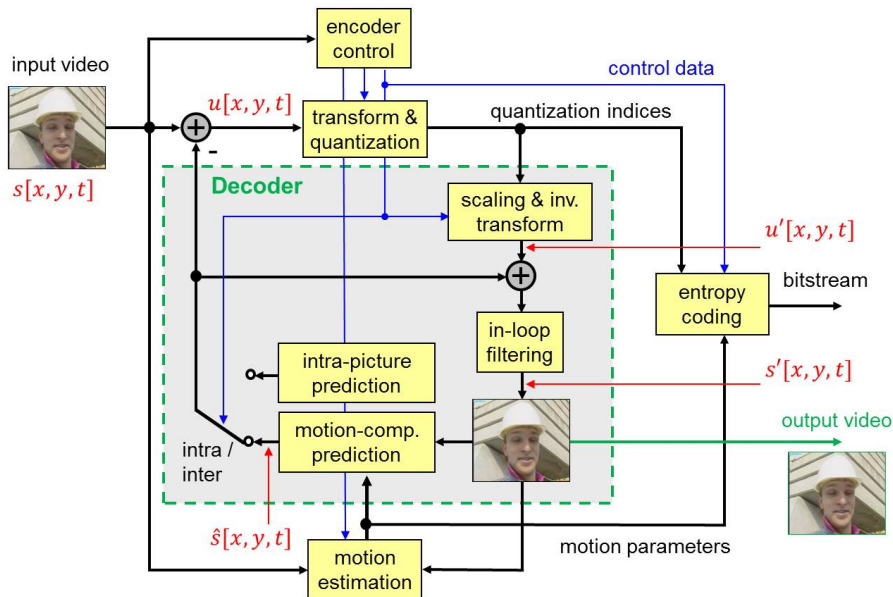 encoder
control
input video
control data
u[x, y, t]
transform &
quantization
quantization indices
+
-
s[x, y, t]
Decoder
scaling & inv.
transform
u'[x, y, t]
+
entropy
coding
bitstream
in-loop
filtering
intra-picture
prediction
s'[x, y, t]
motion-comp.
prediction
output video
intra /
inter
ŝ[x, y, t]
motion parameters
motion
estimation